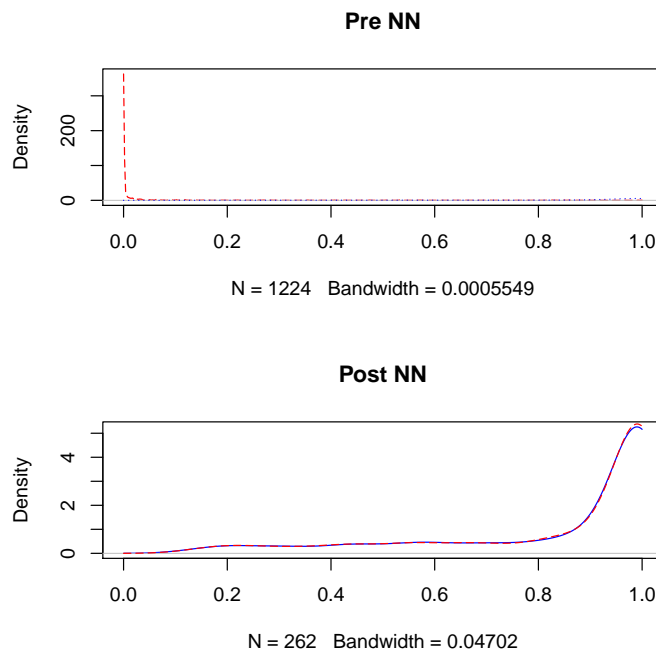 Pre NN
Density
200
0
0.0 0.2 0.4 0.6 0.8 1.0
N = 1224 Bandwidth = 0.0005549
Post NN
Density
4
2
0
0.0 0.2 0.4 0.6 0.8 1.0
N = 262 Bandwidth = 0.04702